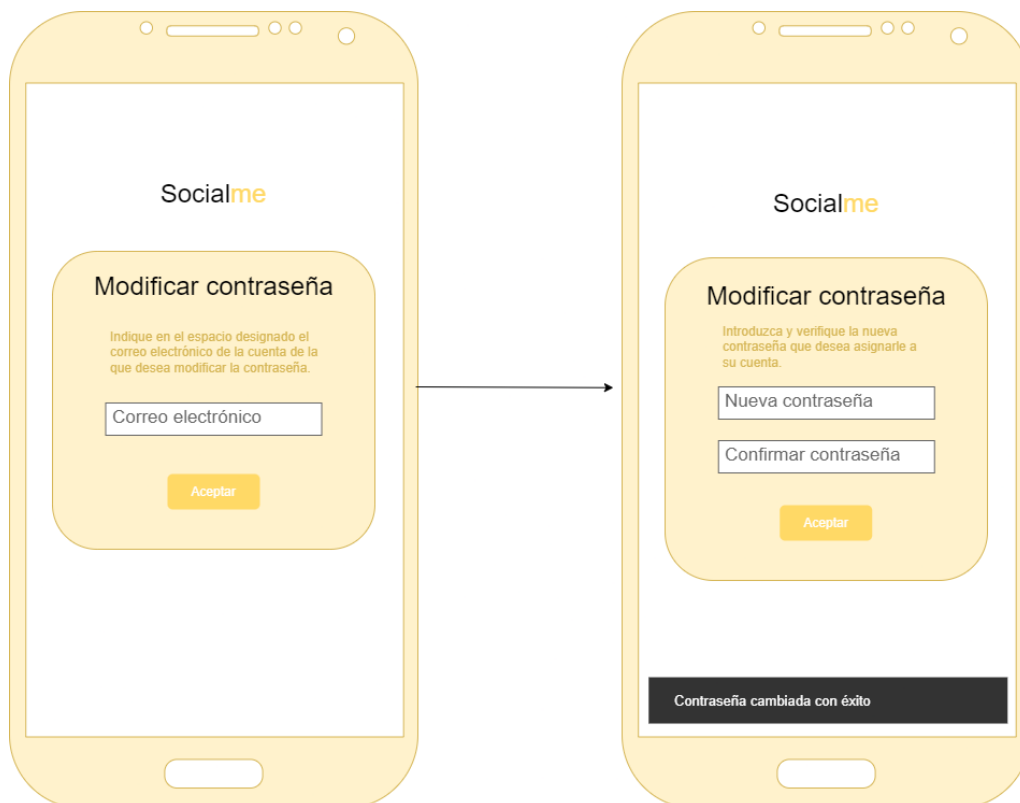 Socialme
Modificar contraseña
Indique en el espacio designado el
correo electrónico de la cuenta de la
que desea modificar la contraseña.
Correo electrónico
Aceptar
Socialme
Modificar contraseña
Introduzca y verifique la nueva
contraseña que desea asignarle a
su cuenta.
Nueva contraseña
Confirmar contraseña
Aceptar
Contraseña cambiada con éxito